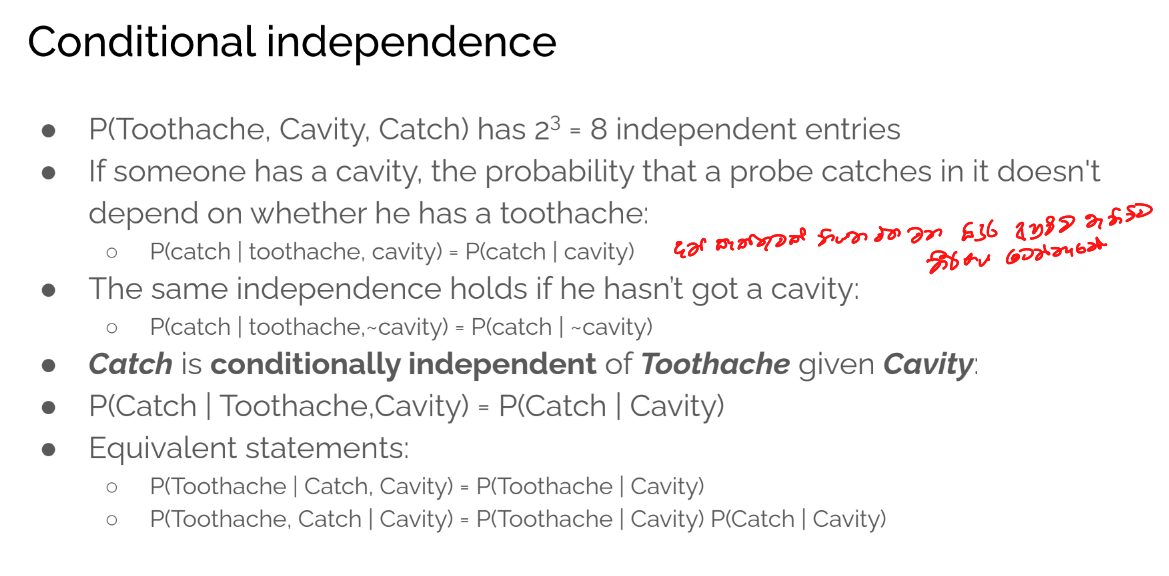 Conditional independence
● P(Toothache, Cavity, Catch) has 2³ = 8 independent entries
● If someone has a cavity, the probability that a probe catches in it doesn't
depend on whether he has a toothache:
○ P(catch | toothache, cavity) = P(catch | cavity)
● The same independence holds if he hasn’t got a cavity:
○ P(catch | toothache,~cavity) = P(catch | ~cavity)
● Catch is conditionally independent of Toothache given Cavity:
● P(Catch | Toothache,Cavity) = P(Catch | Cavity)
● Equivalent statements:
○ P(Toothache | Catch, Cavity) = P(Toothache | Cavity)
○ P(Toothache, Catch | Cavity) = P(Toothache | Cavity) P(Catch | Cavity)